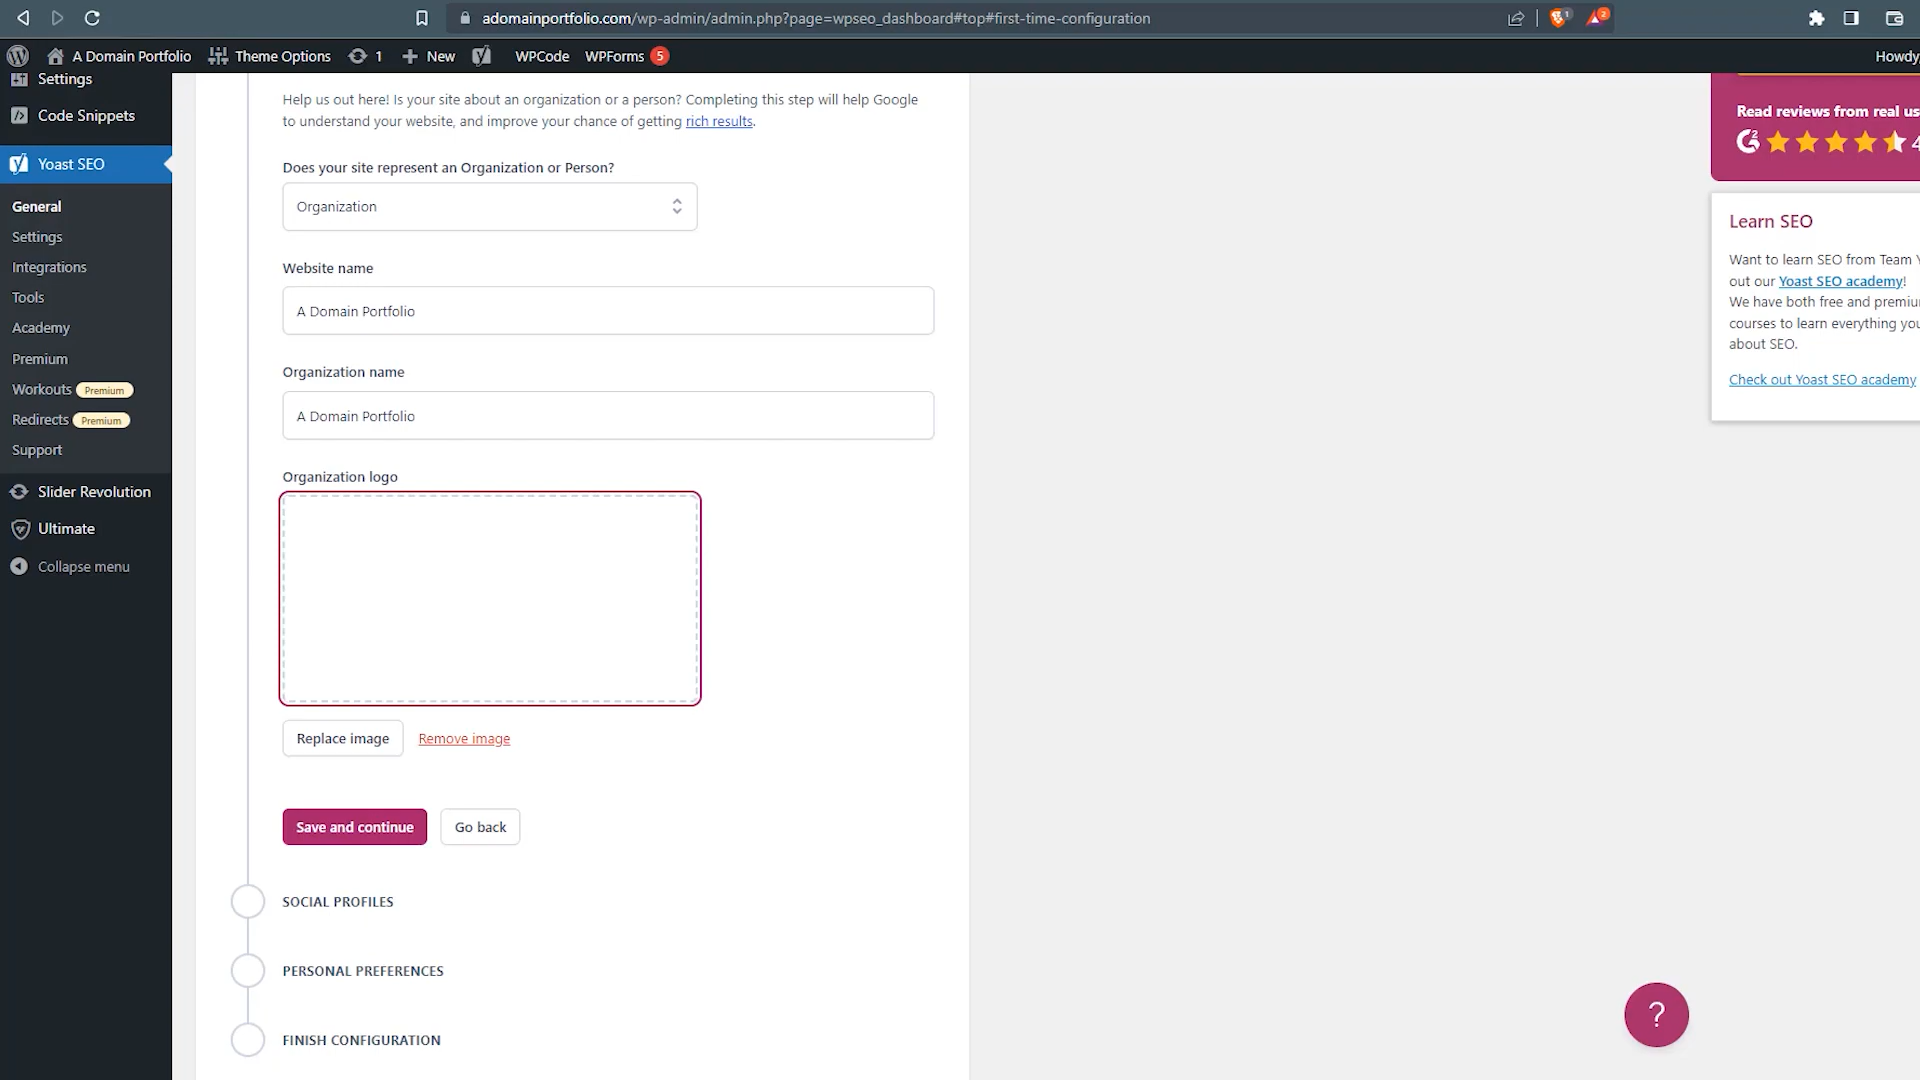 adomainportfolio.com/wp-admin/admin.php?page=wpseo_dashboard#top#first-time-configuration
1
2
A Domain Portfolio
Theme Options
1
New
WPCode
WPForms
5
Howdy,
Settings
Code Snippets
Yoast SEO
General
Settings
Integrations
Tools
Academy
Premium
Workouts Premium
Redirects Premium
Support
Slider Revolution
Ultimate
Collapse menu
Help us out here! Is your site about an organization or a person? Completing this step will help Google
to understand your website, and improve your chance of getting rich results.
Does your site represent an Organization or Person?
Organization
Website name
A Domain Portfolio
Organization name
A Domain Portfolio
Organization logo
Replace image
Remove image
Save and continue
Go back
SOCIAL PROFILES
PERSONAL PREFERENCES
FINISH CONFIGURATION
Read reviews from real us
G2
4
Learn SEO
Want to learn SEO from Team Y
out our Yoast SEO academy!
We have both free and premiu
courses to learn everything you
about SEO.
Check out Yoast SEO academy
?